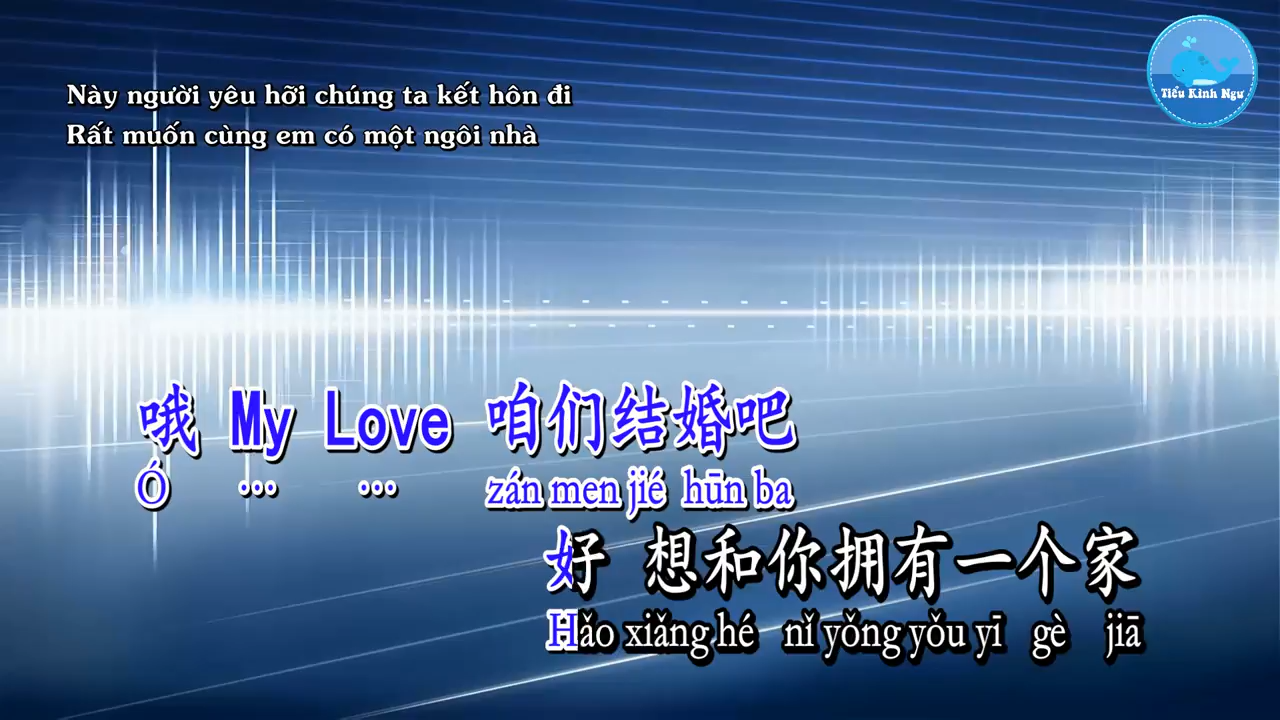 Này người yêu hỡi chúng ta kết hôn đi
Rất muốn cùng em có một ngôi nhà
Tiểu Kình Ngư
哦 My Love 咱们结婚吧
Ó ... ... zán men jié hūn ba
好 想和你拥有一个家
Hǎo xiǎng hé nǐ yǒng yǒu yī gè jiā